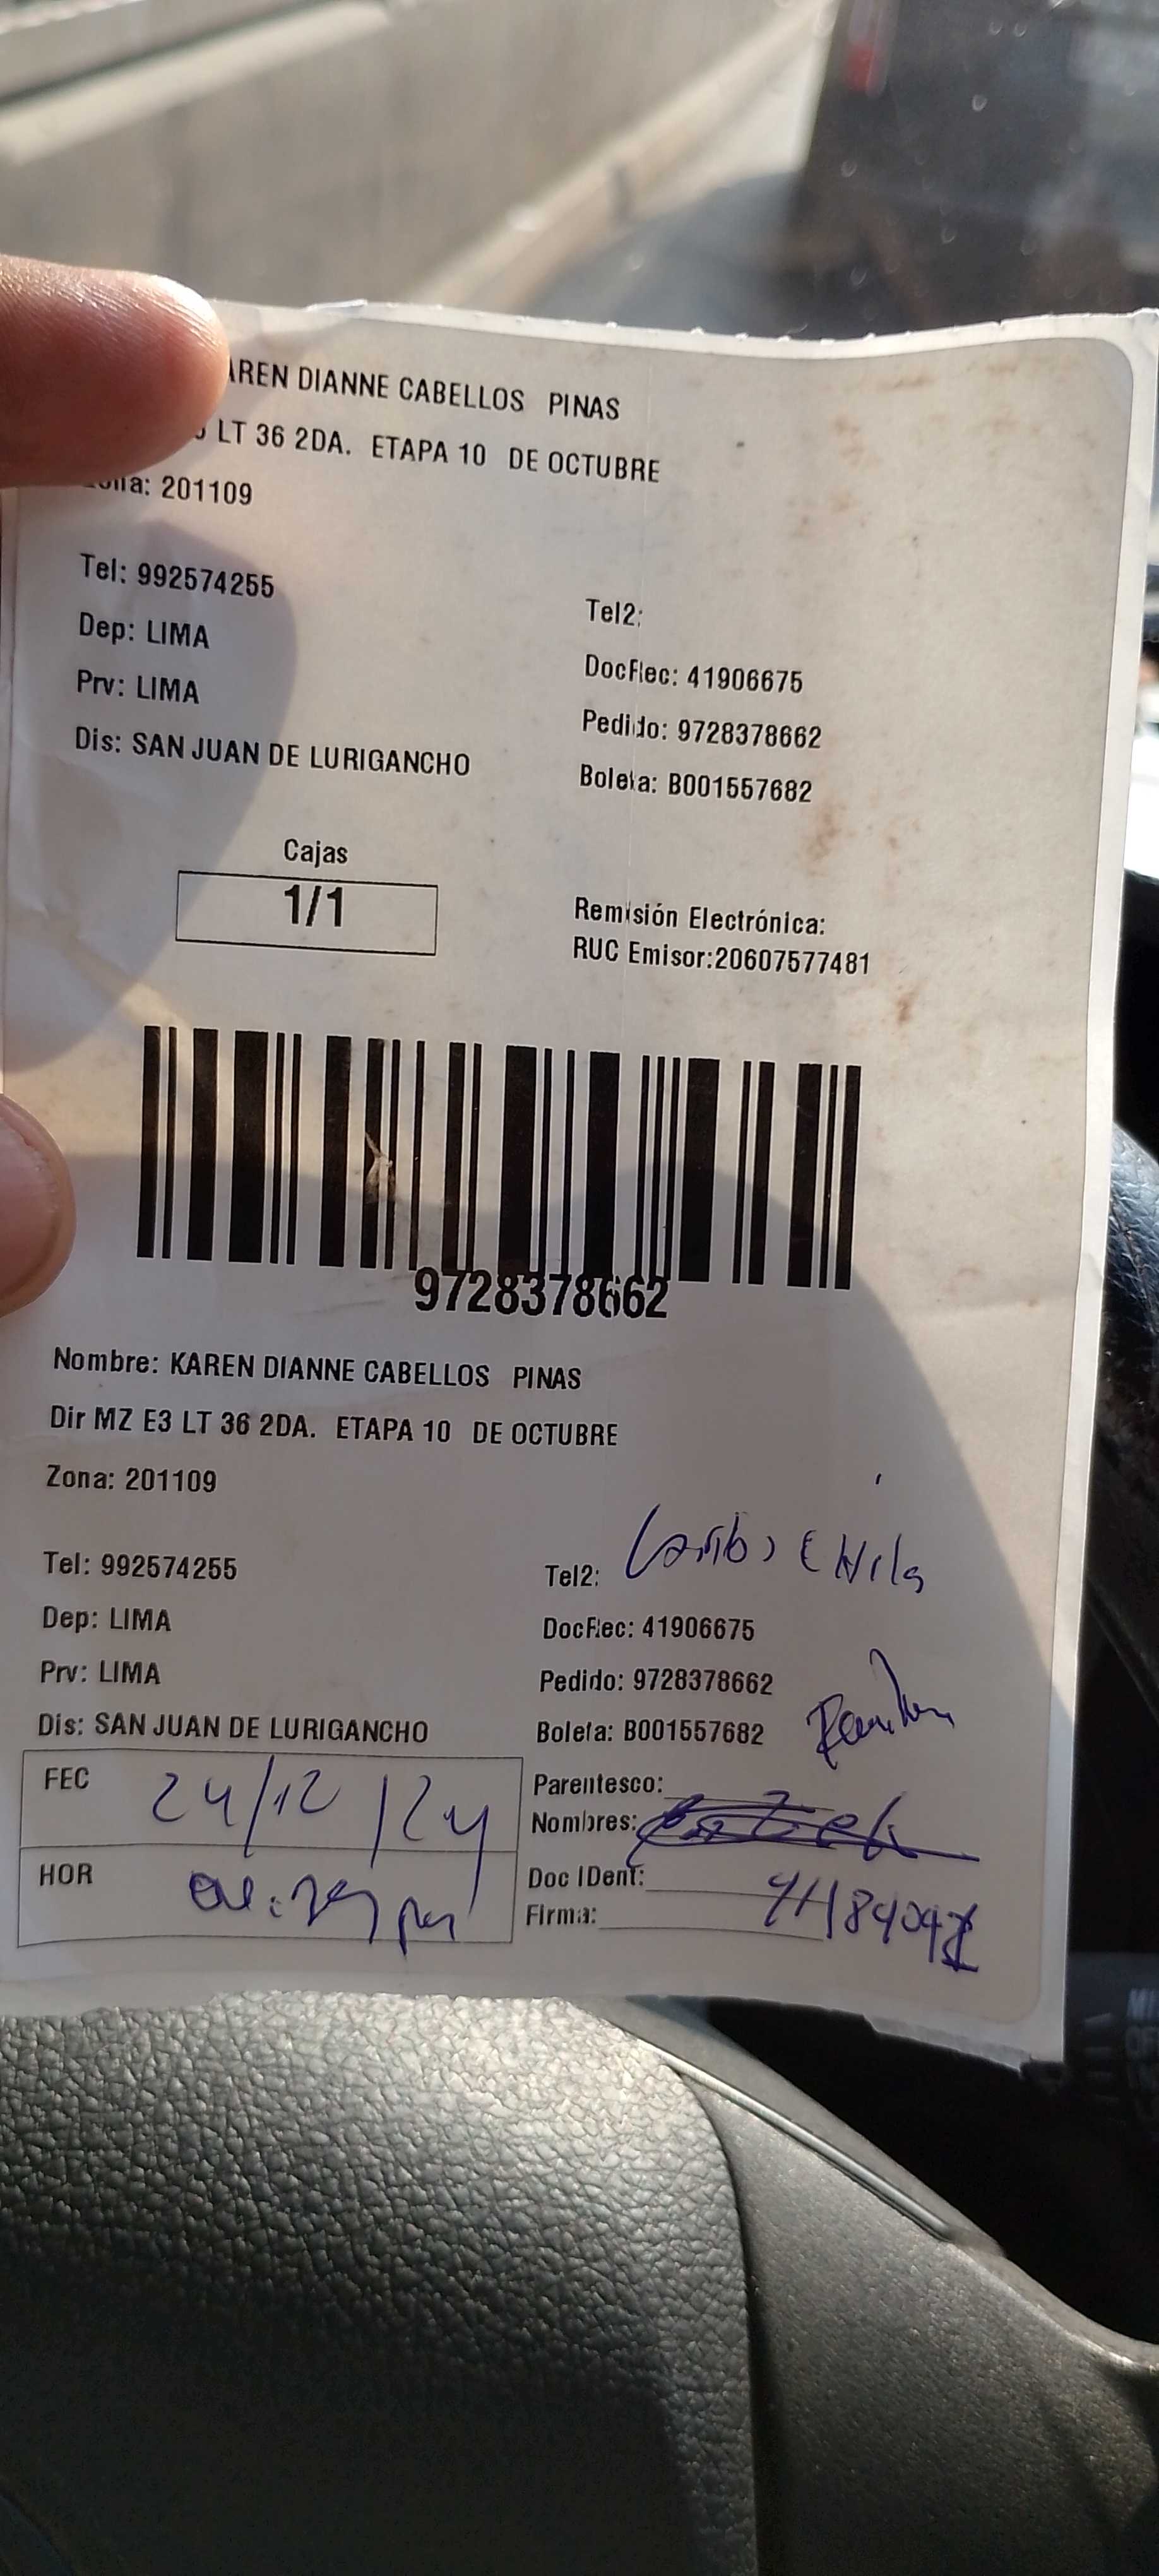 AREN DIANNE CABELLOS PINAS
LT 36 2DA. ETAPA 10 DE OCTUBRE
201109
Tel: 992574255
Tel2:
Dep: LIMA
DocRec: 41906675
Prv: LIMA
Pedido: 9728378662
Dis: SAN JUAN DE LURIGANCHO
Boleta: B001557682
Cajas
1/1
Remisión Electrónica:
RUC Emisor:20607577481
9728378662
Nombre: KAREN DIANNE CABELLOS PINAS
Dir MZ E3 LT 36 2DA. ETAPA 10 DE OCTUBRE
Zona: 201109
Tel: 992574255
Tel2:
Dep: LIMA
DocRec: 41906675
Prv: LIMA
Pedido: 9728378662
Dis: SAN JUAN DE LURIGANCHO
Boleta: B001557682
FEC 24/12/24
Parentesco:
Nombres:
HOR
Doc IDent:
Firma: